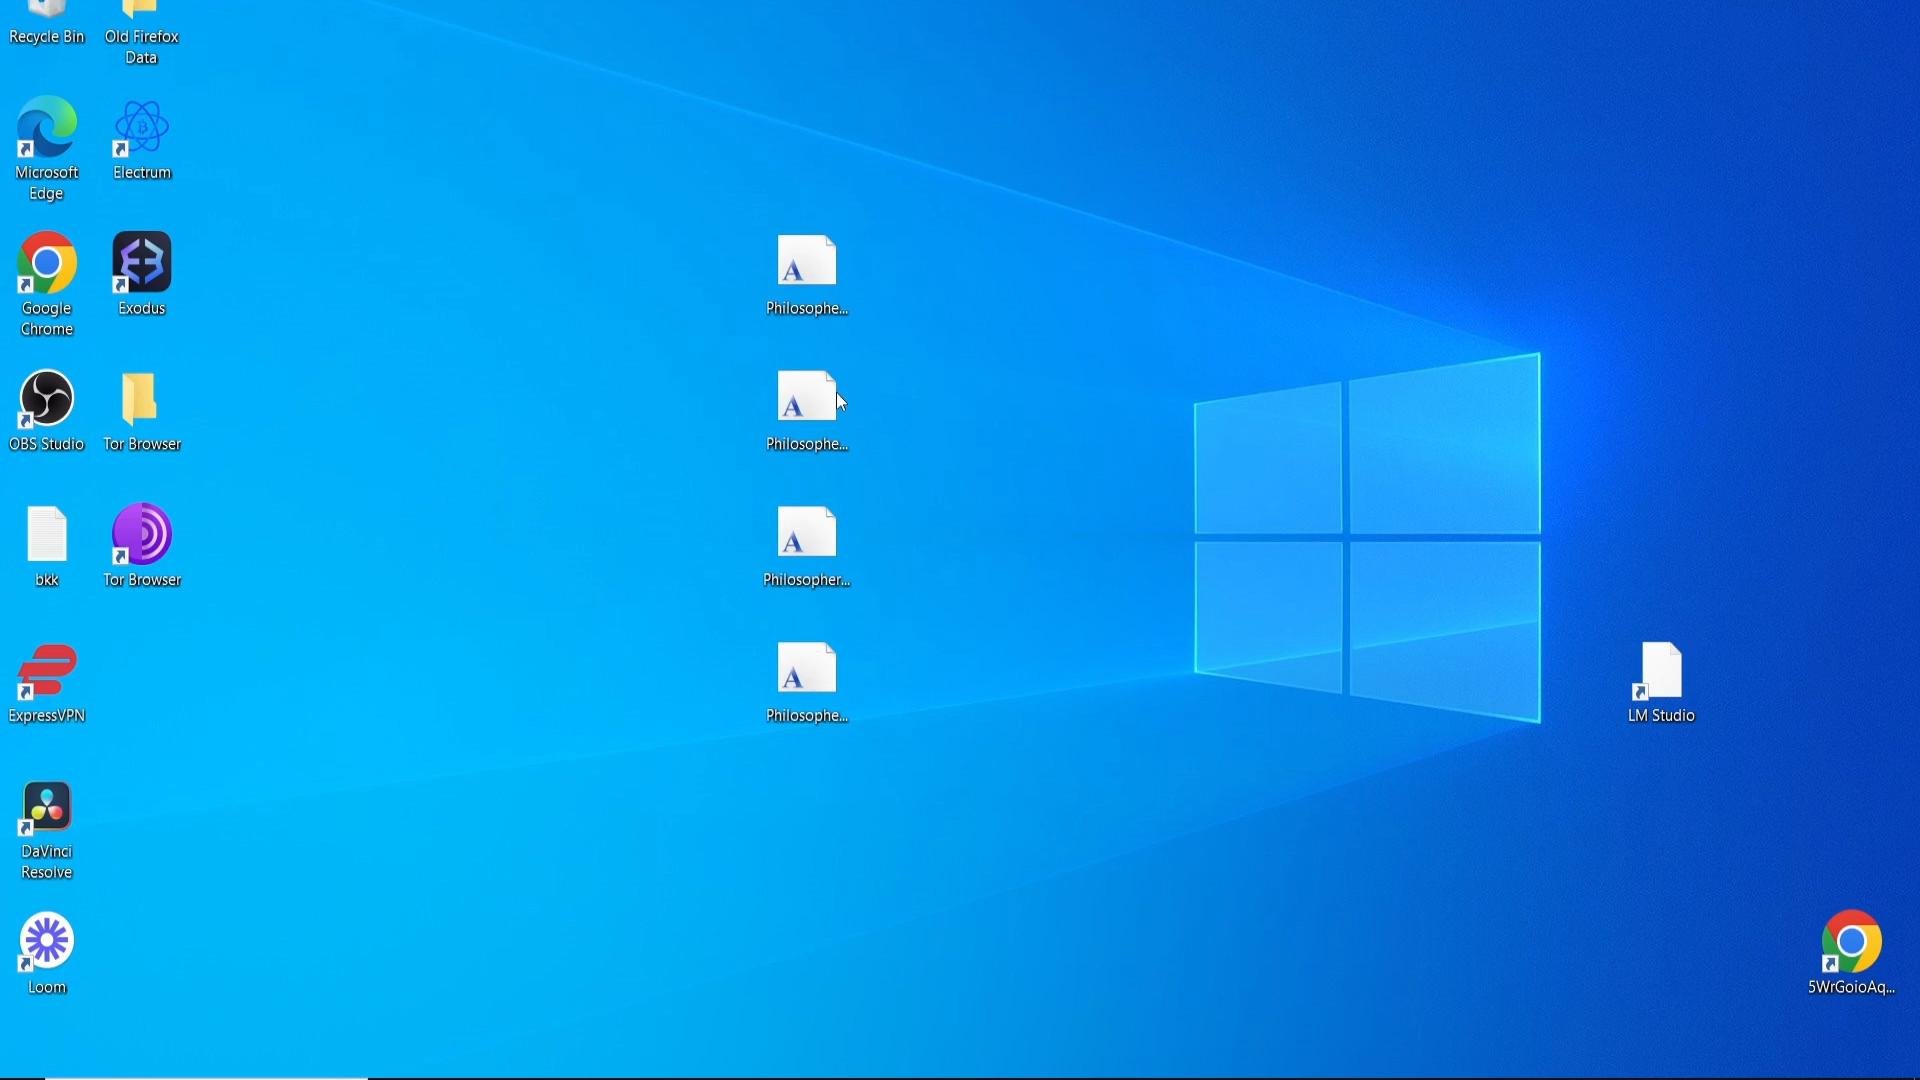 Recycle Bin
Old Firefox
Data
Microsoft
Edge
Electrum
Google
Chrome
Exodus
OBS Studio
Tor Browser
bkk
Tor Browser
ExpressVPN
DaVinci
Resolve
Loom
Philosophe...
Philosophe...
Philosopher...
Philosophe...
LM Studio
5WrGoioAq...